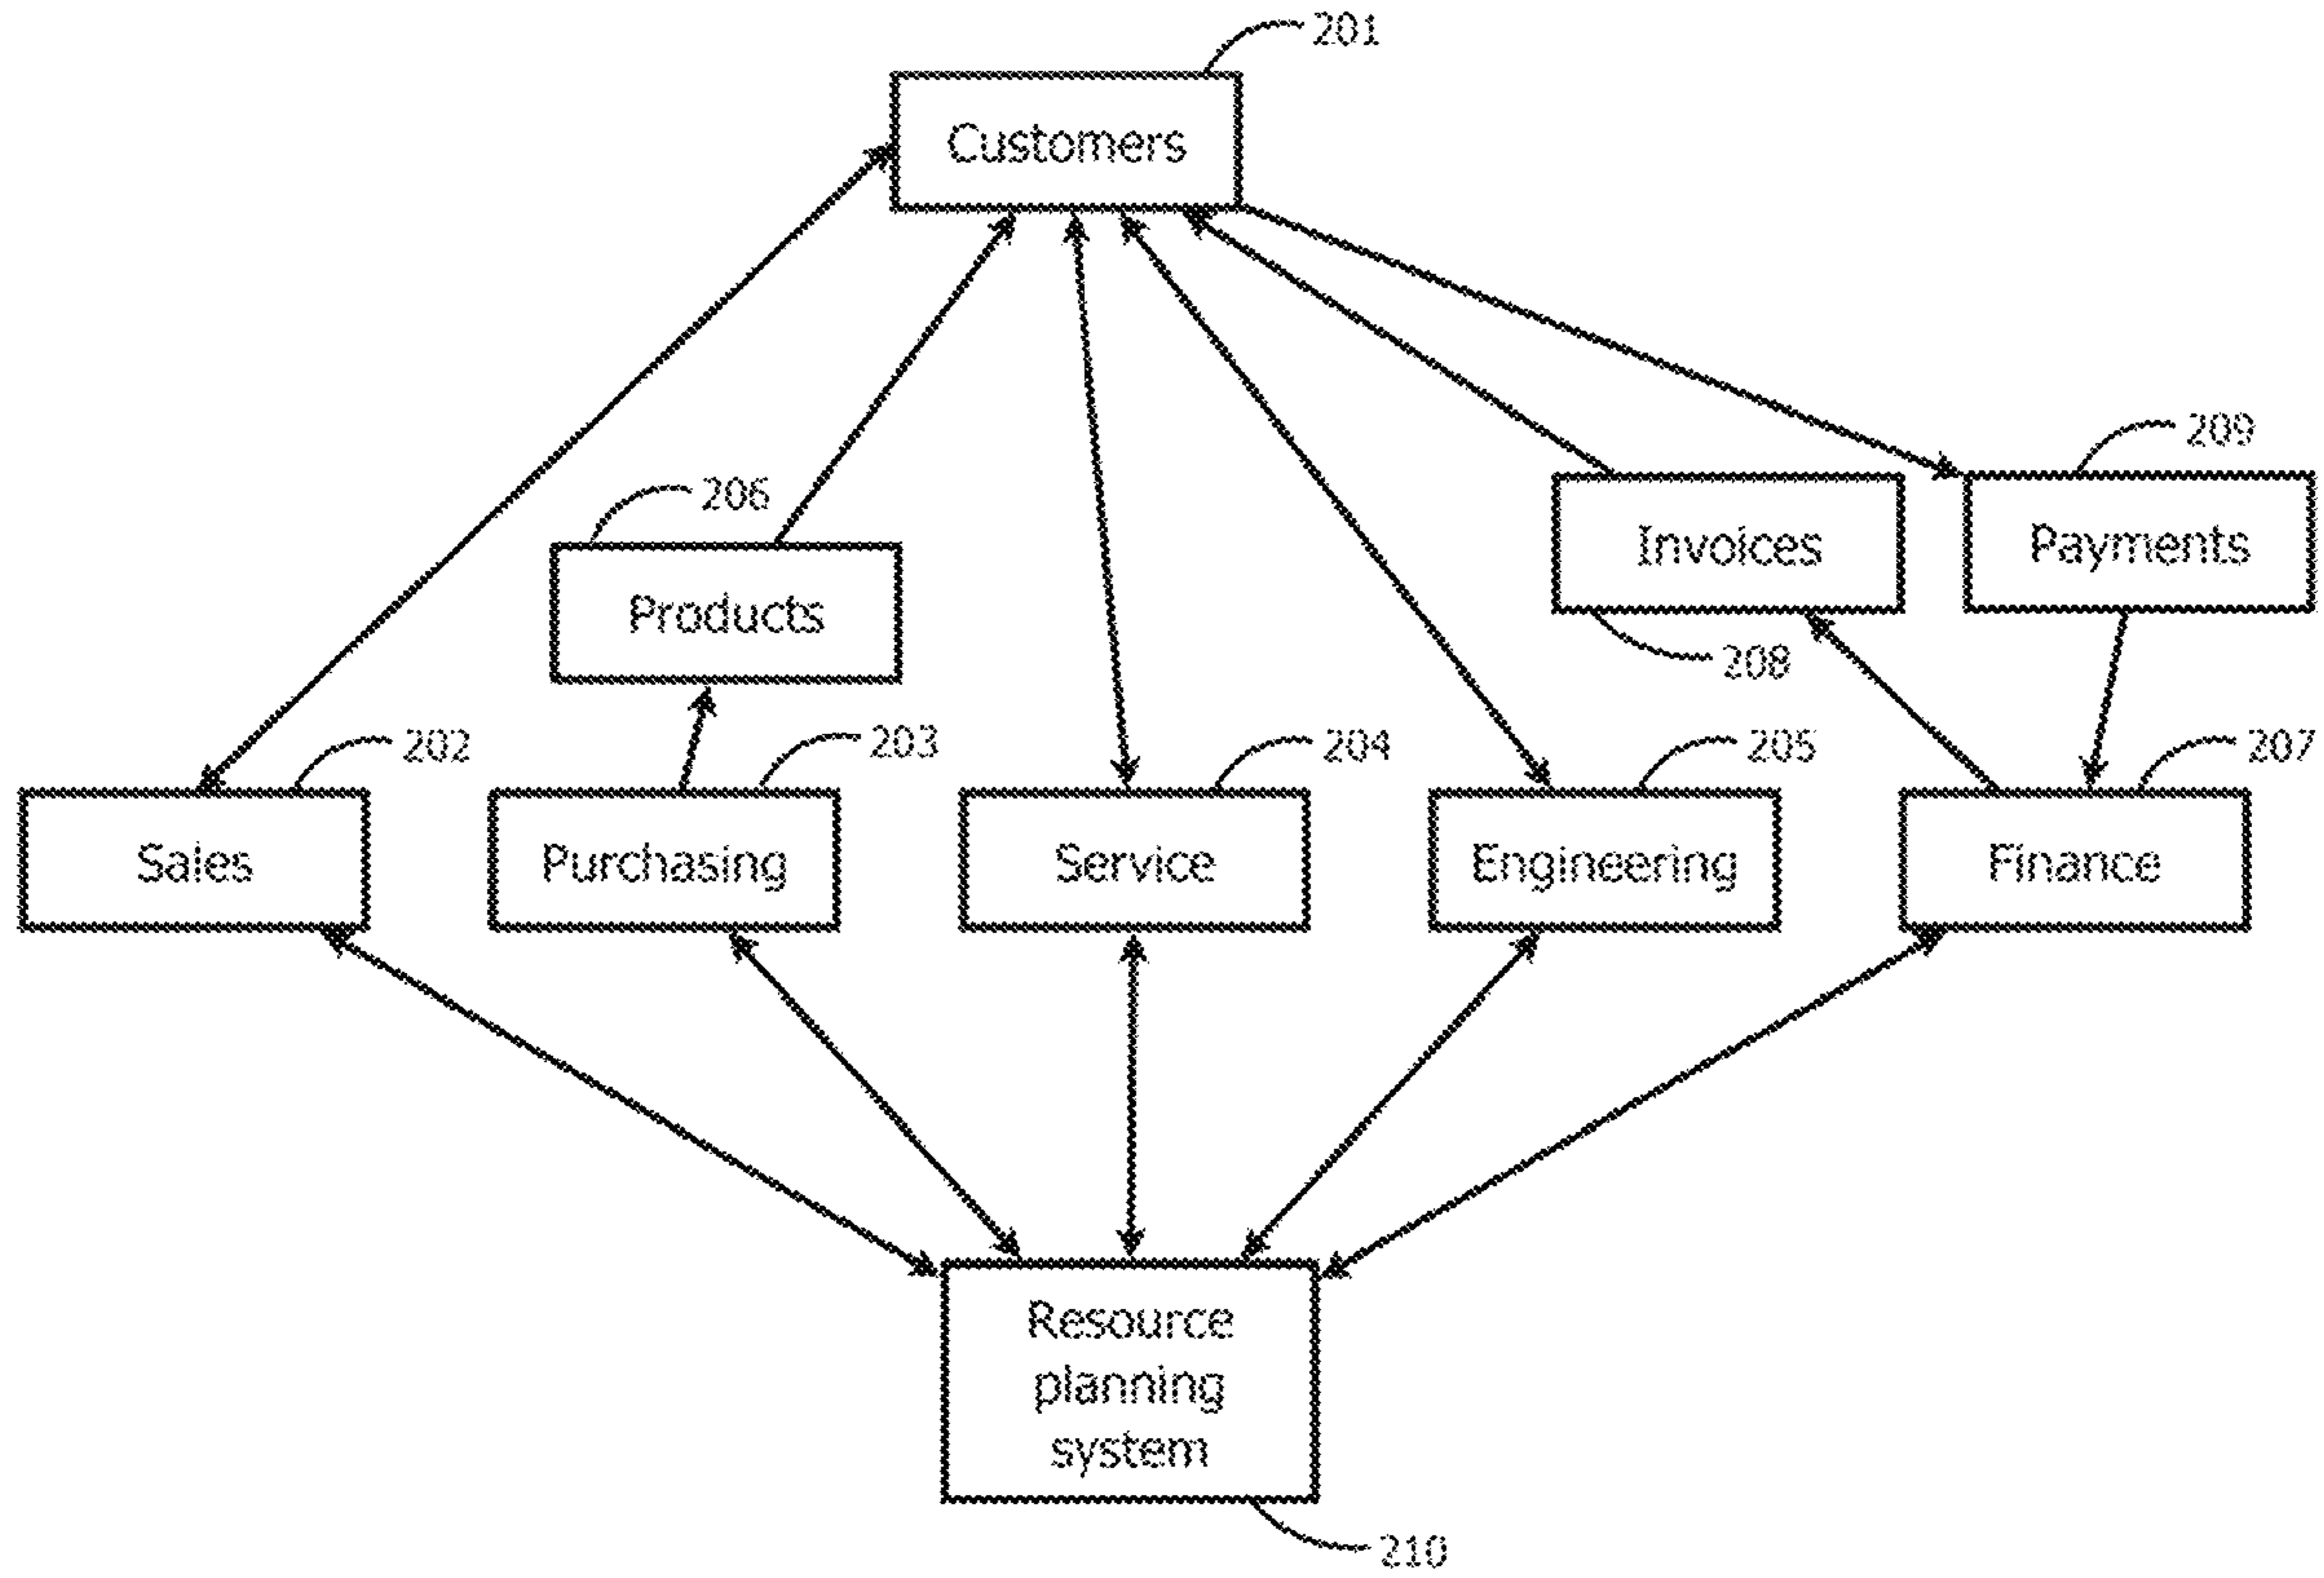 201
Customers
209
206
Invoices
Payments
Products
208
202
203
204
205
207
Sales
Purchasing
Service
Engineering
Finance
Resource
planning
system
210